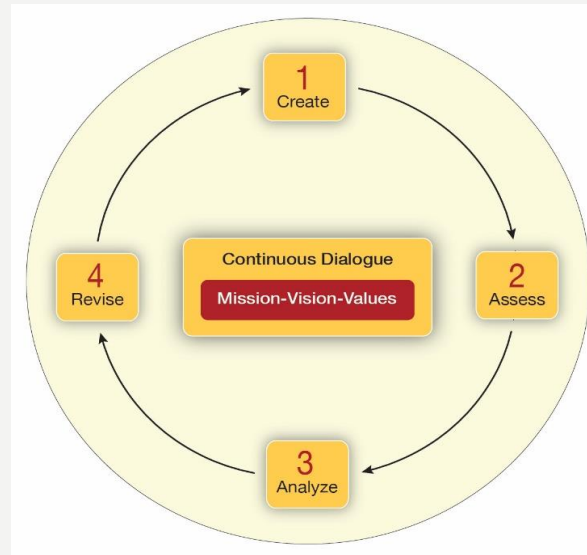 1
Create
2
Assess
3
Analyze
4
Revise
Continuous Dialogue
Mission-Vision-Values